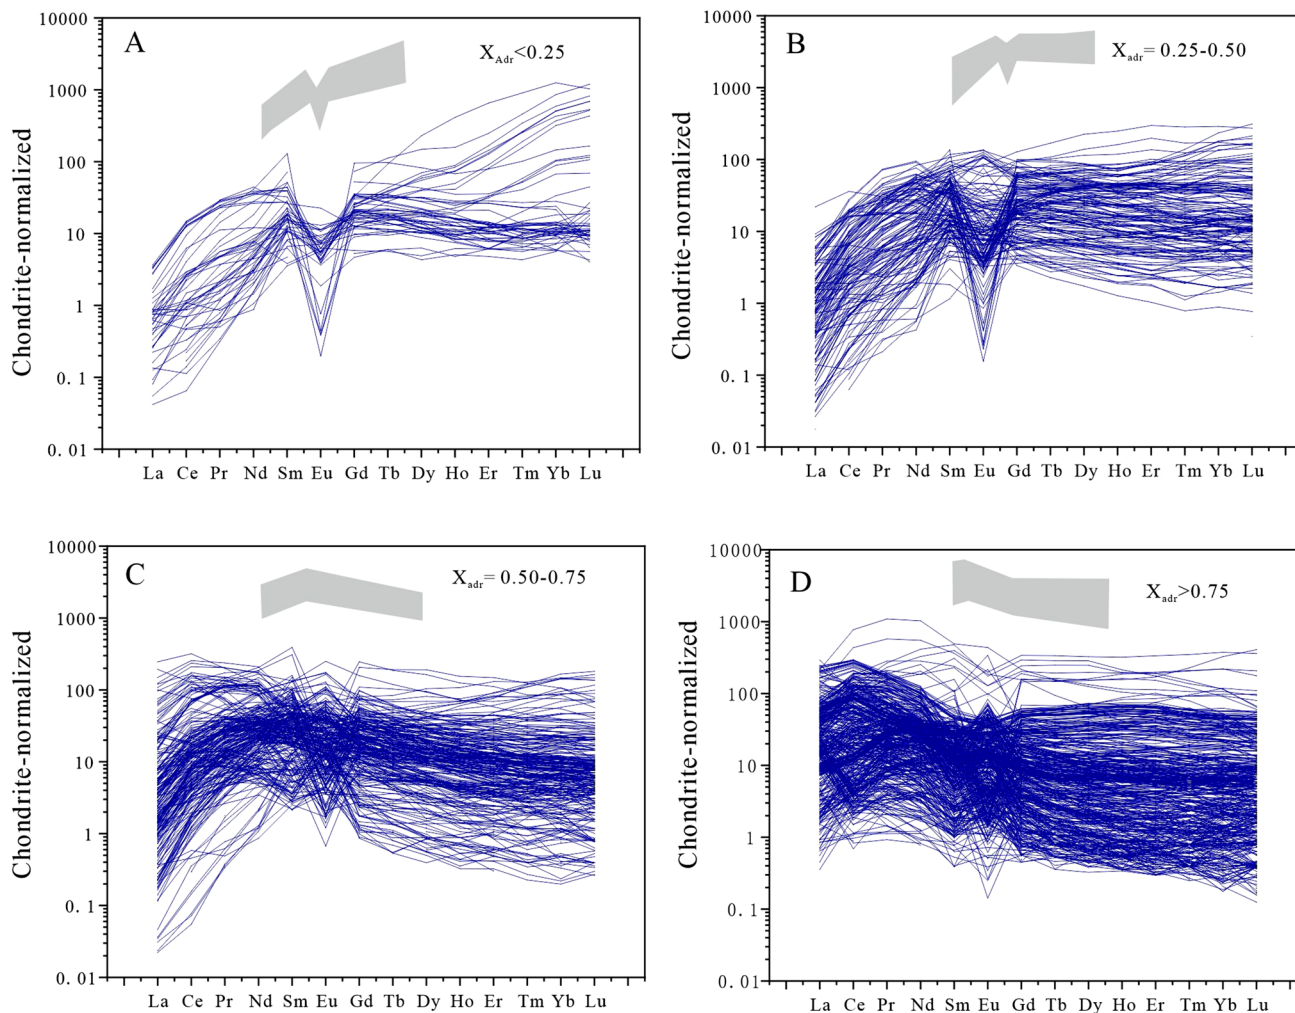 A
X_Adr<0.25
Chondrite-normalized
10000
1000
100
10
1
0.1
0.01
La Ce Pr Nd Sm Eu Gd Tb Dy Ho Er Tm Yb Lu
B
X_adr= 0.25-0.50
Chondrite-normalized
10000
1000
100
10
1
0.1
0.01
La Ce Pr Nd Sm Eu Gd Tb Dy Ho Er Tm Yb Lu
C
X_adr= 0.50-0.75
Chondrite-normalized
10000
1000
100
10
1
0.1
0.01
La Ce Pr Nd Sm Eu Gd Tb Dy Ho Er Tm Yb Lu
D
X_adr>0.75
Chondrite-normalized
10000
1000
100
10
1
0.1
0.01
La Ce Pr Nd Sm Eu Gd Tb Dy Ho Er Tm Yb Lu